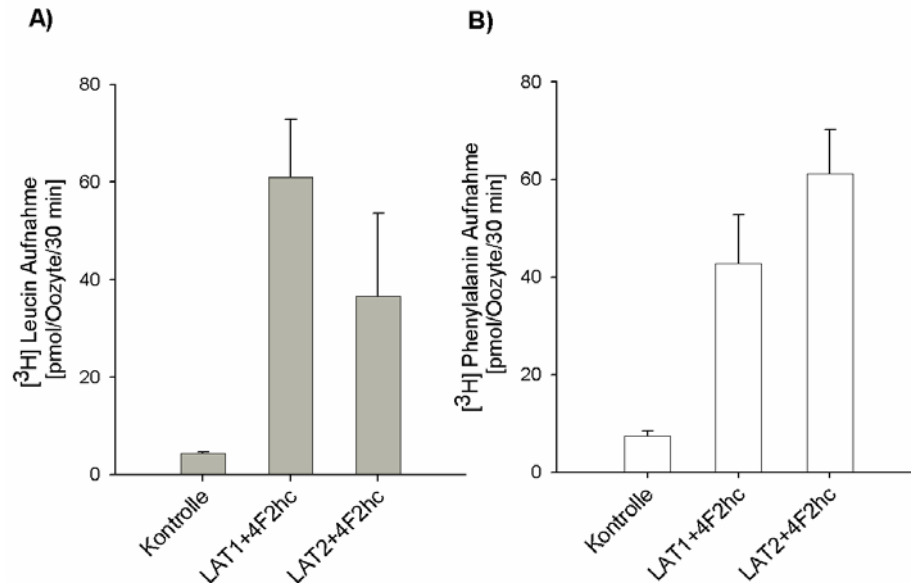 A)
[³H] Leucin Aufnahme
[pmol/Oozyte/30 min]
80
60
40
20
0
Kontrolle
LAT1+4F2hc
LAT2+4F2hc
B)
[³H] Phenylalanin Aufnahme
[pmol/Oozyte/30 min]
80
60
40
20
0
Kontrolle
LAT1+4F2hc
LAT2+4F2hc